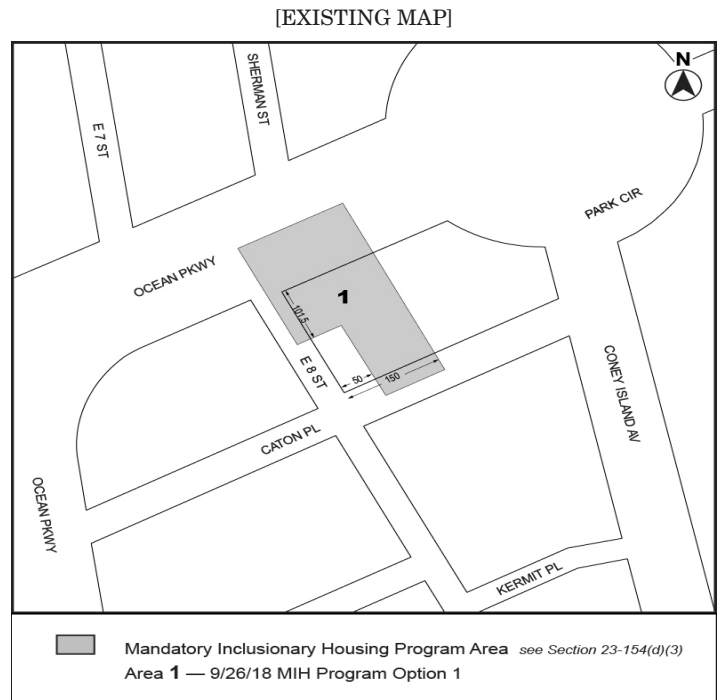 [EXISTING MAP]
N
SHERMAN ST
E 7 ST
PARK CIR
OCEAN PKWY
1
101.5
E 8 ST
50
150
CONEY ISLAND AV
CATON PL
OCEAN PKWY
KERMIT PL
Mandatory Inclusionary Housing Program Area see Section 23-154(d)(3)
Area 1 — 9/26/18 MIH Program Option 1